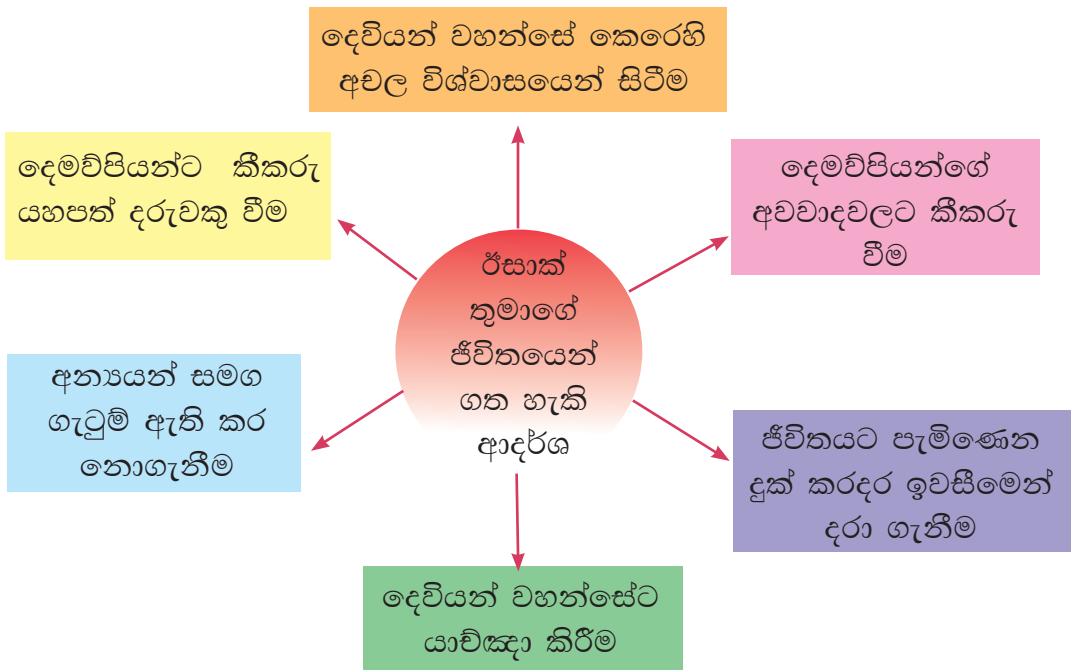 දෙවියන් වහන්සේ කෙරෙහි
අචල විශ්වාසයෙන් සිටීම
දෙමව්පියන්ට කීකරු
යහපත් දරුවකු වීම
දෙමව්පියන්ගේ
අවවාදවලට කීකරු
වීම
ඊසාක්
තුමාගේ
ජීවිතයෙන්
ගත හැකි
ආදර්ශ
අන්‍යයන් සමග
ගැටුම් ඇති කර
නොගැනීම
ජීවිතයට පැමිණෙන
දුක් කරදර ඉවසීමෙන්
දරා ගැනීම
දෙවියන් වහන්සේට
යාච්ඤා කිරීම